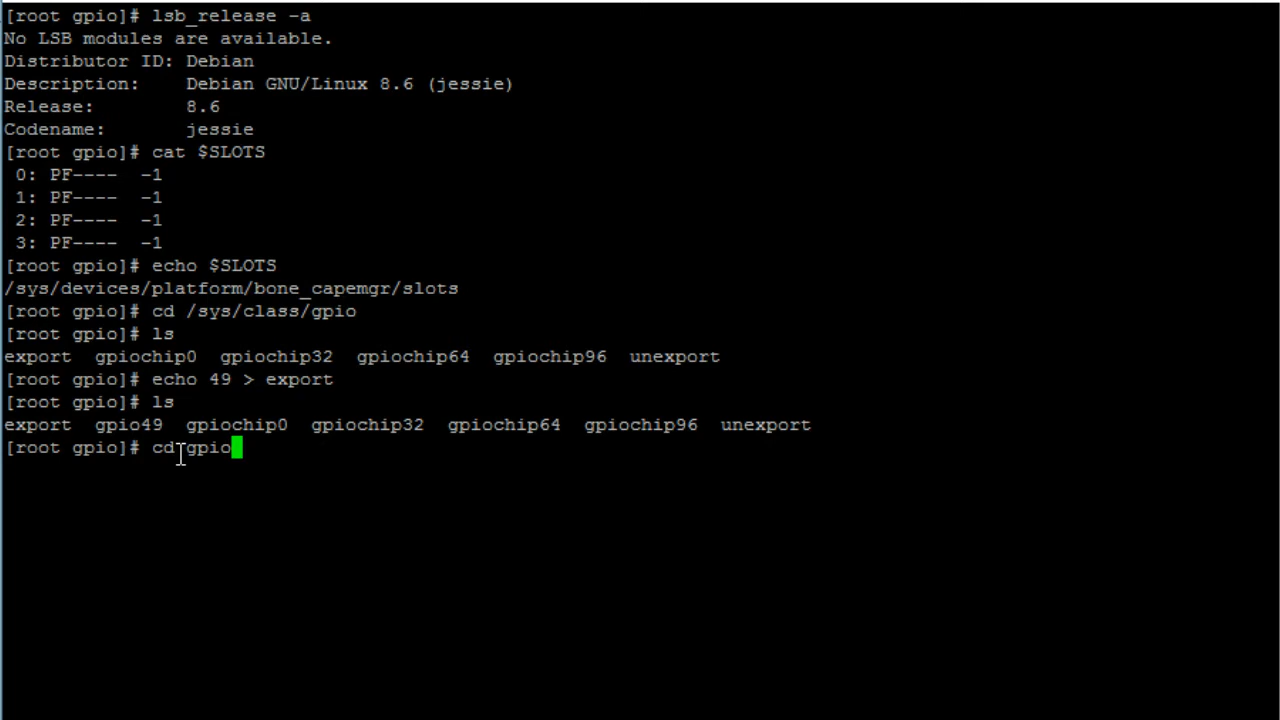 [root gpio]# lsb_release -a
No LSB modules are available.
Distributor ID: Debian
Description:    Debian GNU/Linux 8.6 (jessie)
Release:        8.6
Codename:       jessie
[root gpio]# cat $SLOTS
 0: PF----  -1
 1: PF----  -1
 2: PF----  -1
 3: PF----  -1
[root gpio]# echo $SLOTS
/sys/devices/platform/bone_capemgr/slots
[root gpio]# cd /sys/class/gpio
[root gpio]# ls
export  gpiochip0  gpiochip32  gpiochip64  gpiochip96  unexport
[root gpio]# echo 49 > export
[root gpio]# ls
export  gpio49  gpiochip0  gpiochip32  gpiochip64  gpiochip96  unexport
[root gpio]# cd gpio